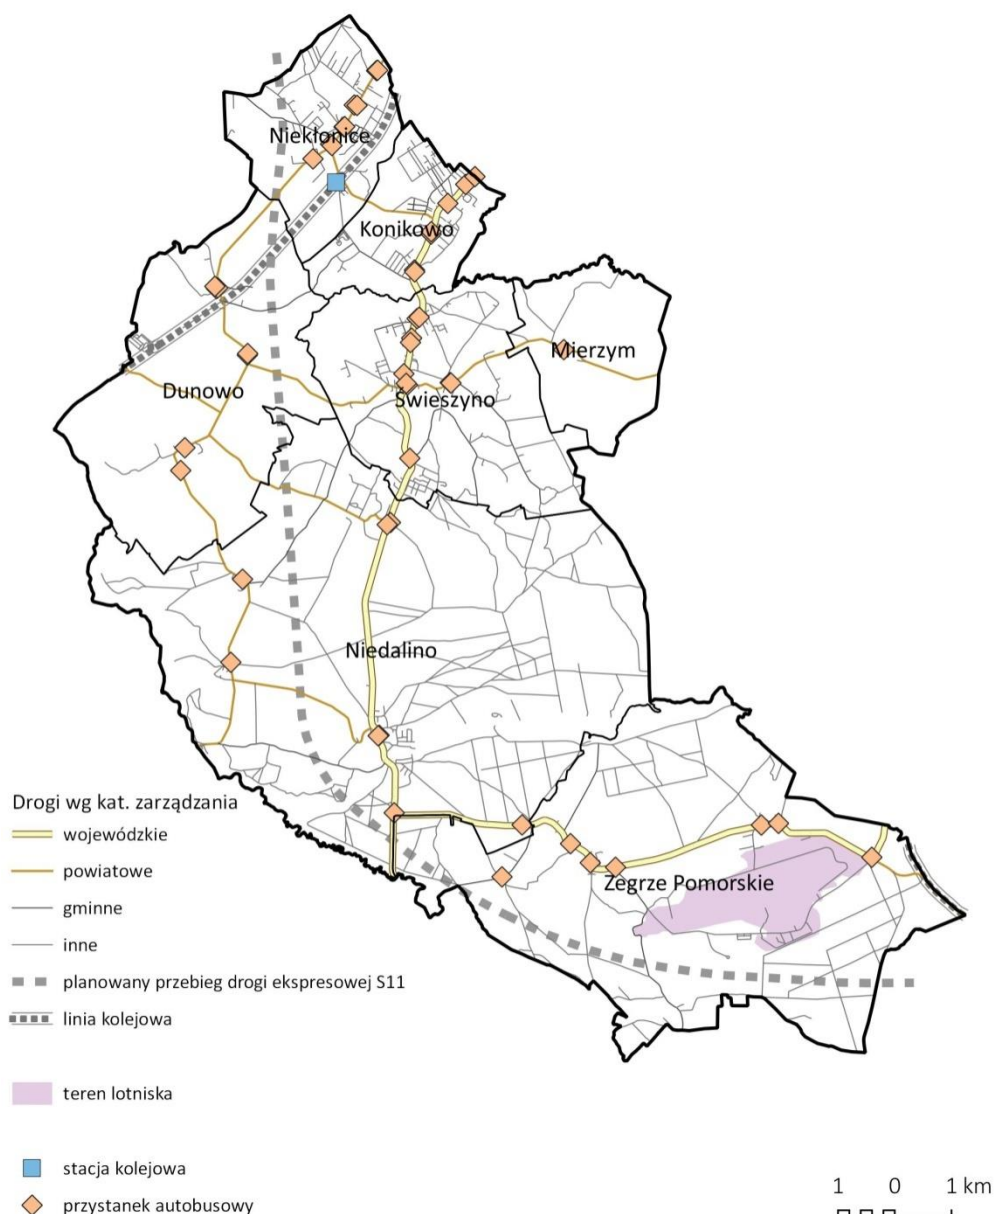 Niekłonice
Konikowo
Mierzym
Dunowo
Świeszyno
Niedalino
Zegrze Pomorskie
Drogi wg kat. zarządzania
wojewódzkie
powiatowe
gminne
inne
planowany przebieg drogi ekspresowej S11
linia kolejowa
teren lotniska
stacja kolejowa
przystanek autobusowy
1 0 1 km